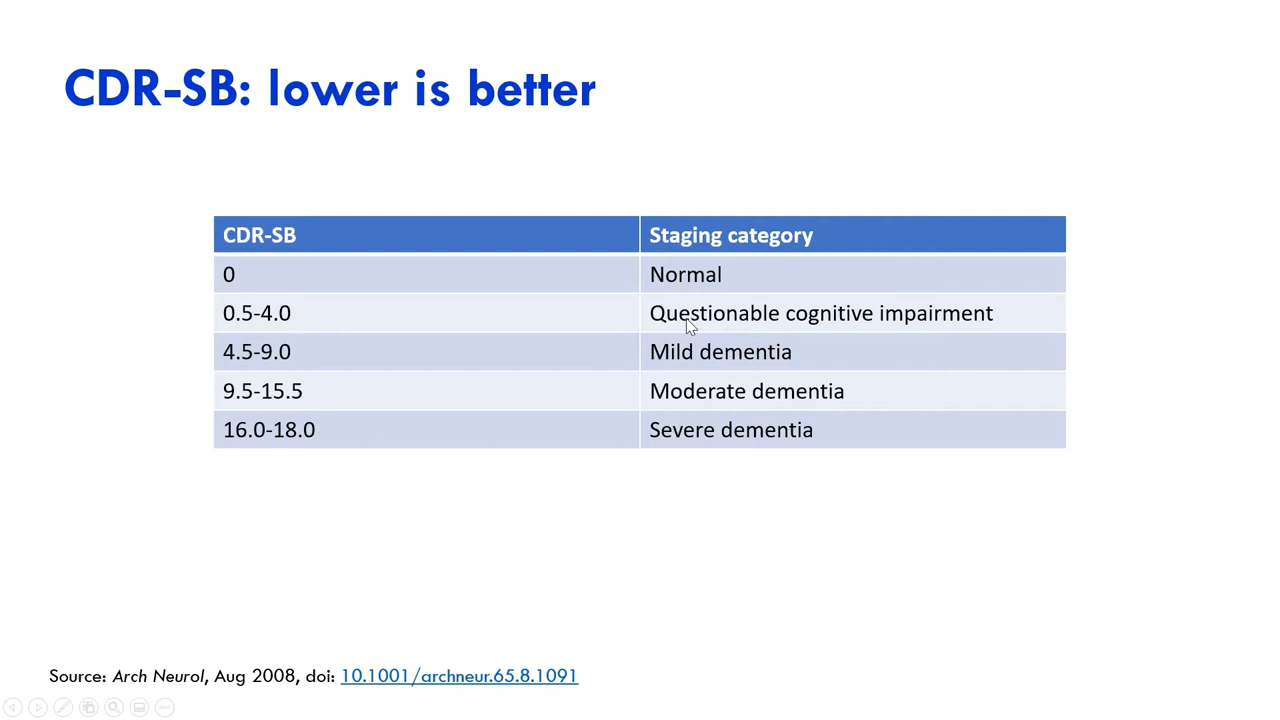 CDR-SB: lower is better
CDR-SB Staging category
0 Normal
0.5-4.0 Questionable cognitive impairment
4.5-9.0 Mild dementia
9.5-15.5 Moderate dementia
16.0-18.0 Severe dementia
Source: Arch Neurol, Aug 2008, doi: 10.1001/archneur.65.8.1091